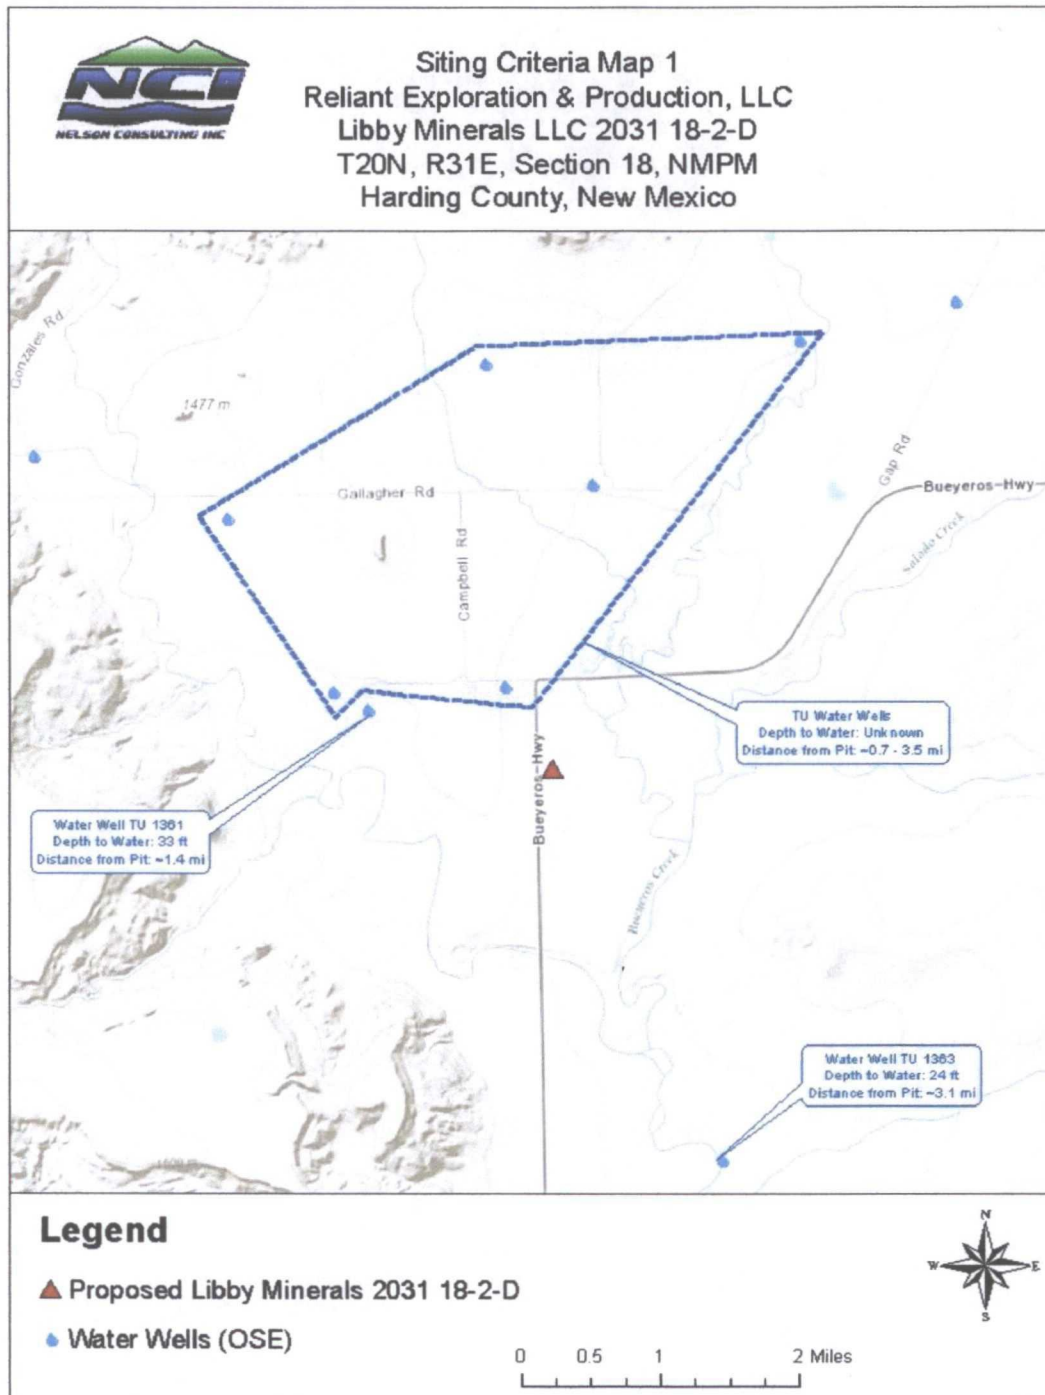 NCI
NELSON CONSULTING INC
Siting Criteria Map 1
Reliant Exploration & Production, LLC
Libby Minerals LLC 2031 18-2-D
T20N, R31E, Section 18, NMPM
Harding County, New Mexico
Gonzales Rd
1477 m
Gallagher Rd
Campbell Rd
Gap Rd
Bueyeros-Hwy
Salado Creek
TU Water Wells
Depth to Water: Unknown
Distance from Pit: ~0.7 - 3.5 mi
Bueyeros-Hwy
Water Well TU 1361
Depth to Water: 33 ft
Distance from Pit: ~1.4 mi
Bueyeros Creek
Water Well TU 1363
Depth to Water: 24 ft
Distance from Pit: ~3.1 mi
Legend
Proposed Libby Minerals 2031 18-2-D
Water Wells (OSE)
N
W
E
S
0 0.5 1 2 Miles